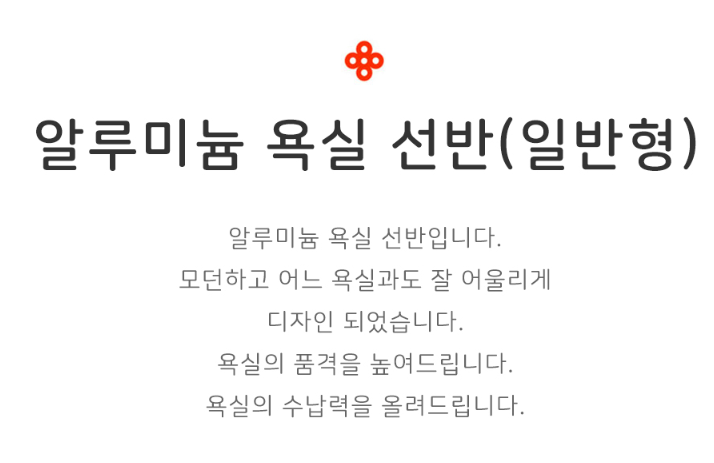 알루미늄 욕실 선반(일반형)
알루미늄 욕실 선반입니다.
모던하고 어느 욕실과도 잘 어울리게
디자인 되었습니다.
욕실의 품격을 높여드립니다.
욕실의 수납력을 올려드립니다.